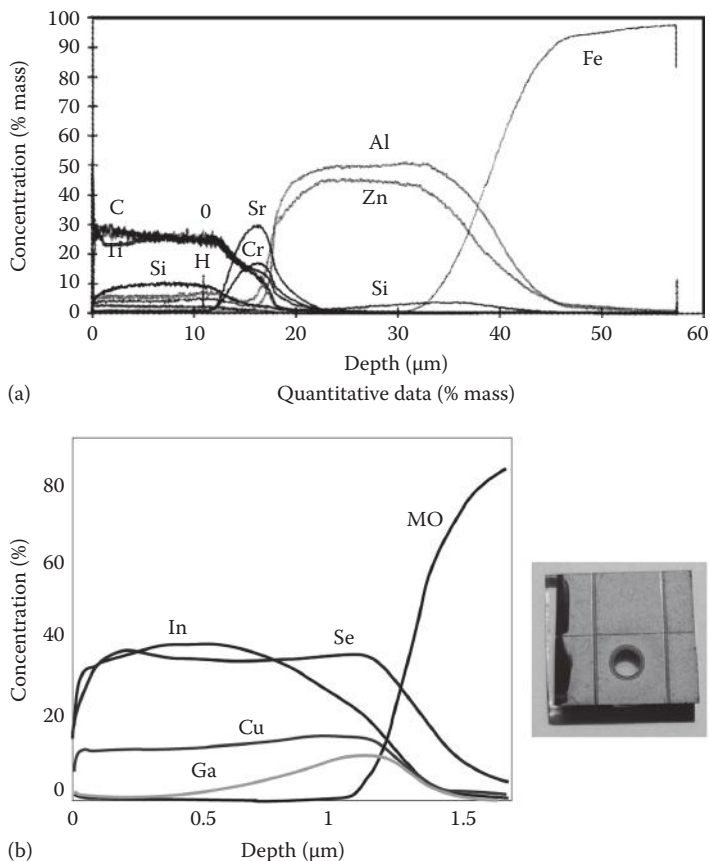 100
90
80
70
60
50
40
30
20
10
0
Concentration (% mass)
C
Ti
Si
0
H
Sr
Cr
Al
Zn
Si
Fe
0 10 20 30 40 50 60
Depth (μm)
(a) Quantitative data (% mass)
80
60
40
20
0
Concentration (%)
MO
In
Se
Cu
Ga
0 0.5 1 1.5
(b) Depth (μm)